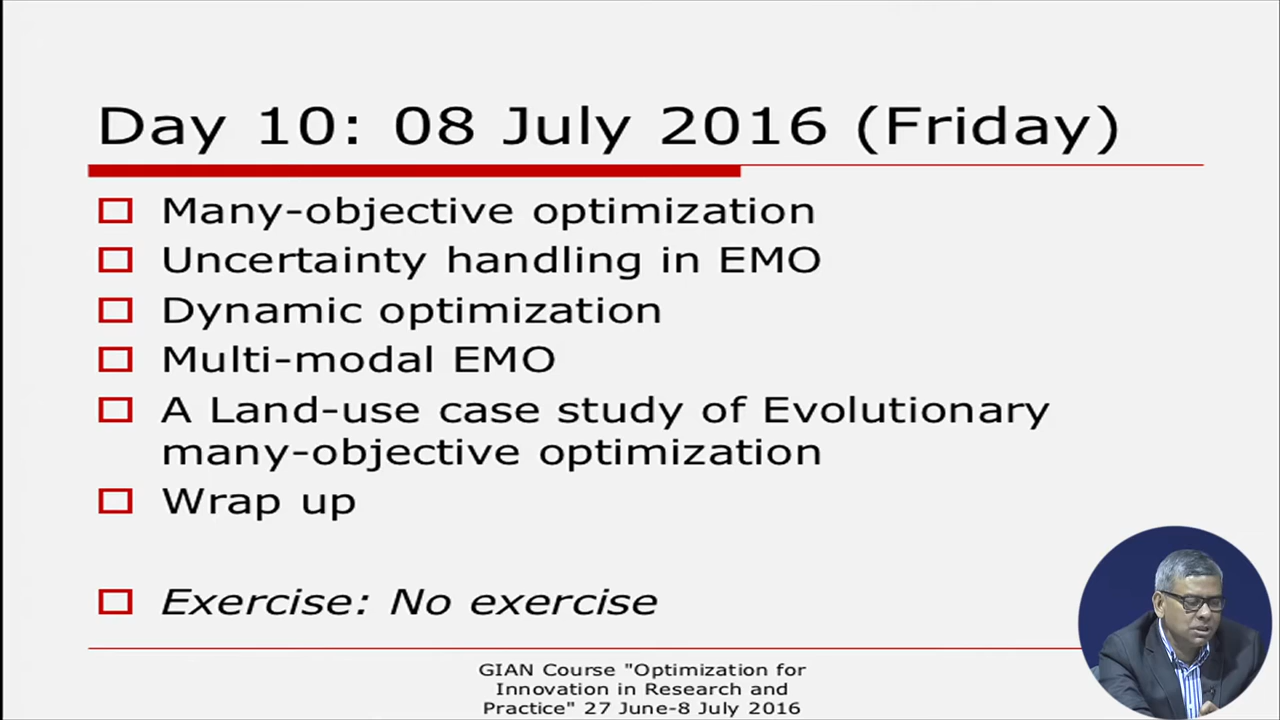 Day 10: 08 July 2016 (Friday)
Many-objective optimization
Uncertainty handling in EMO
Dynamic optimization
Multi-modal EMO
A Land-use case study of Evolutionary
many-objective optimization
Wrap up
Exercise: No exercise
GIAN Course "Optimization for
Innovation in Research and
Practice" 27 June-8 July 2016